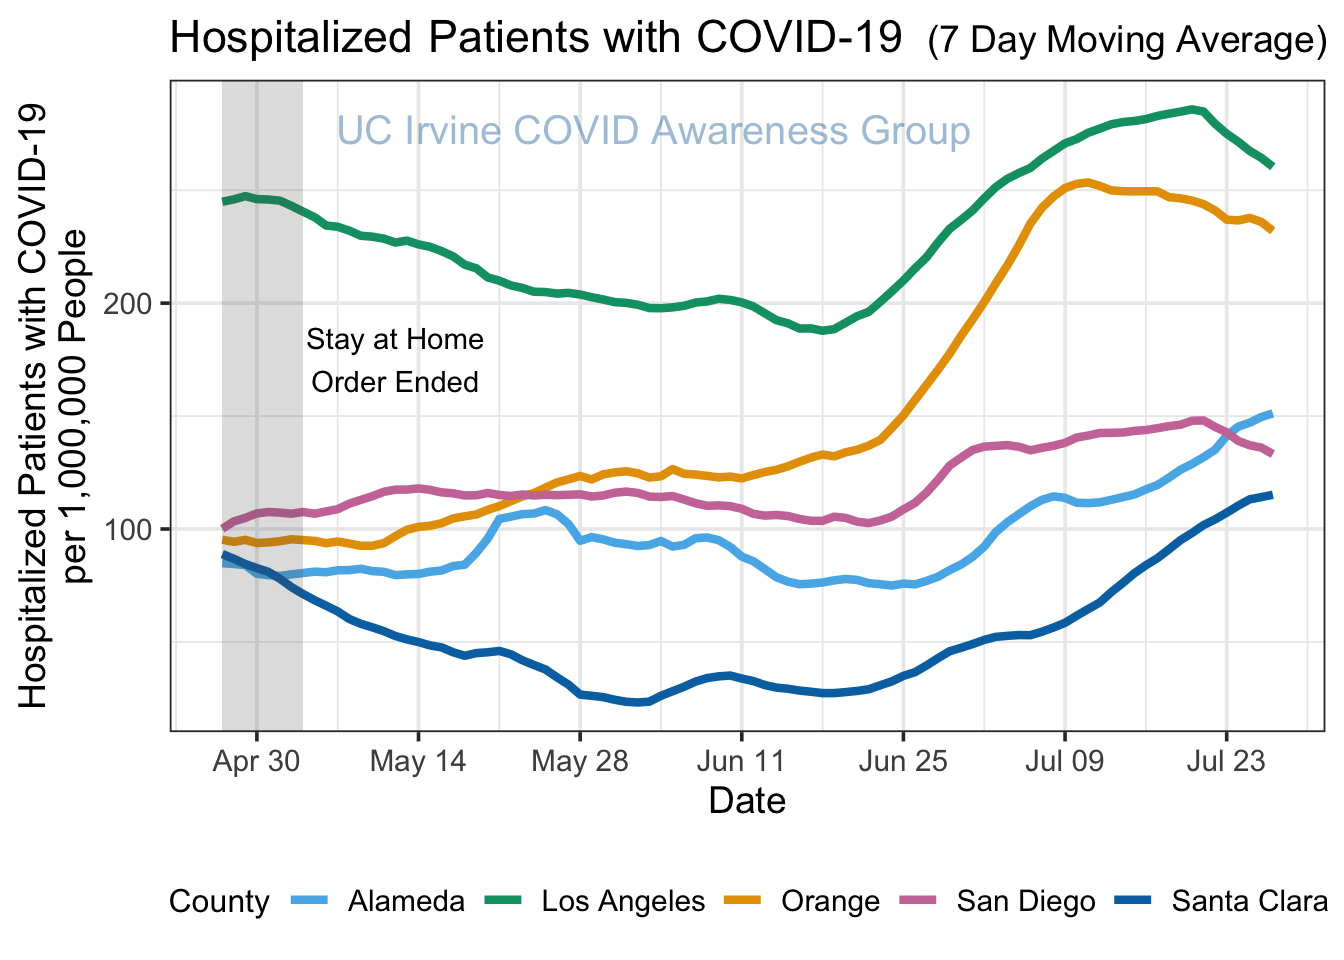 Hospitalized Patients with COVID-19 (7 Day Moving Average)
UC Irvine COVID Awareness Group
Hospitalized Patients with COVID-19
per 1,000,000 People
200
100
Stay at Home
Order Ended
Apr 30 May 14 May 28 Jun 11 Jun 25 Jul 09 Jul 23
Date
County Alameda Los Angeles Orange San Diego Santa Clara